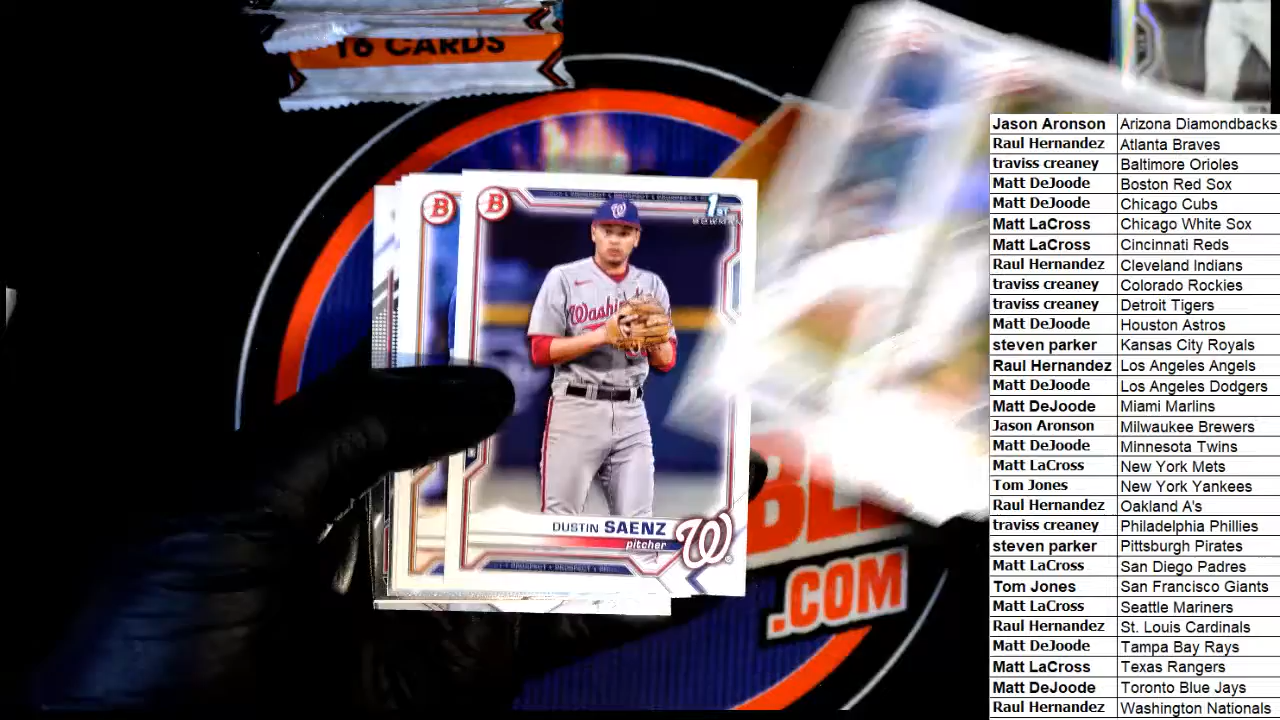 16 CARDS
B
B
1ST
BOWMAN
W
Washi
DUSTIN SAENZ
pitcher
W
BL
.COM
Jason Aronson Arizona Diamondbacks
Raul Hernandez Atlanta Braves
traviss creaney Baltimore Orioles
Matt DeJoode Boston Red Sox
Matt DeJoode Chicago Cubs
Matt LaCross Chicago White Sox
Matt LaCross Cincinnati Reds
Raul Hernandez Cleveland Indians
traviss creaney Colorado Rockies
traviss creaney Detroit Tigers
Matt DeJoode Houston Astros
steven parker Kansas City Royals
Raul Hernandez Los Angeles Angels
Matt DeJoode Los Angeles Dodgers
Matt DeJoode Miami Marlins
Jason Aronson Milwaukee Brewers
Matt DeJoode Minnesota Twins
Matt LaCross New York Mets
Tom Jones New York Yankees
Raul Hernandez Oakland A's
traviss creaney Philadelphia Phillies
steven parker Pittsburgh Pirates
Matt LaCross San Diego Padres
Tom Jones San Francisco Giants
Matt LaCross Seattle Mariners
Raul Hernandez St. Louis Cardinals
Matt DeJoode Tampa Bay Rays
Matt LaCross Texas Rangers
Matt DeJoode Toronto Blue Jays
Raul Hernandez Washington Nationals